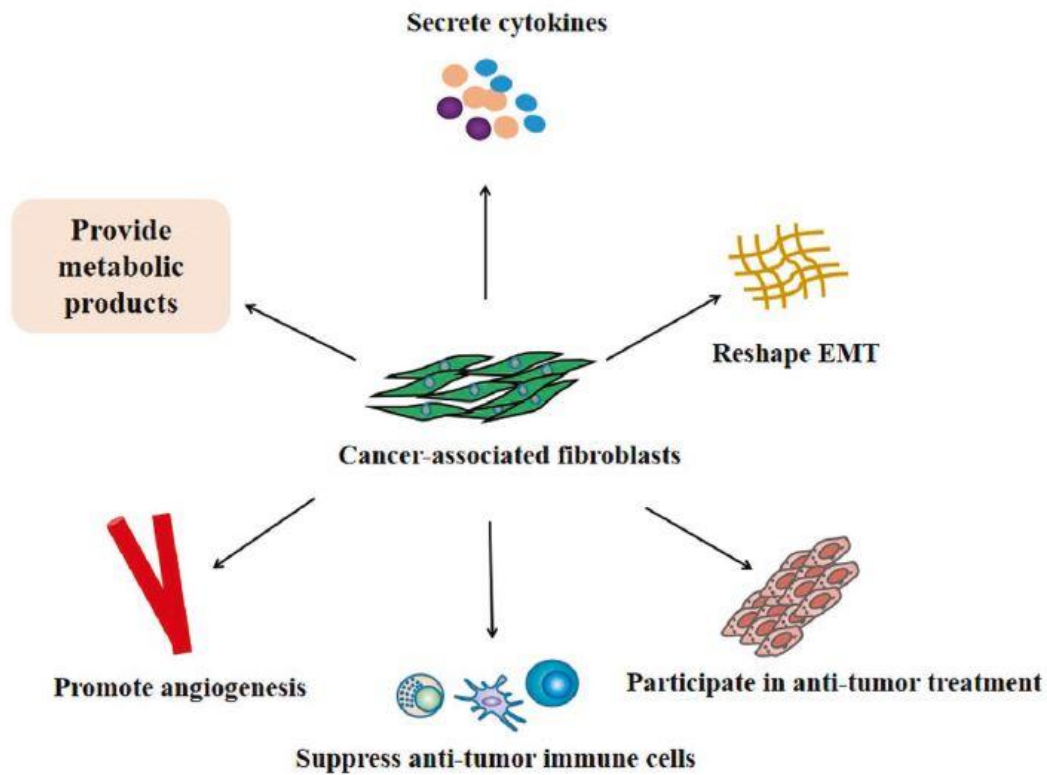 Secrete cytokines
Provide
metabolic
products
Reshape EMT
Cancer-associated fibroblasts
Promote angiogenesis
Participate in anti-tumor treatment
Suppress anti-tumor immune cells